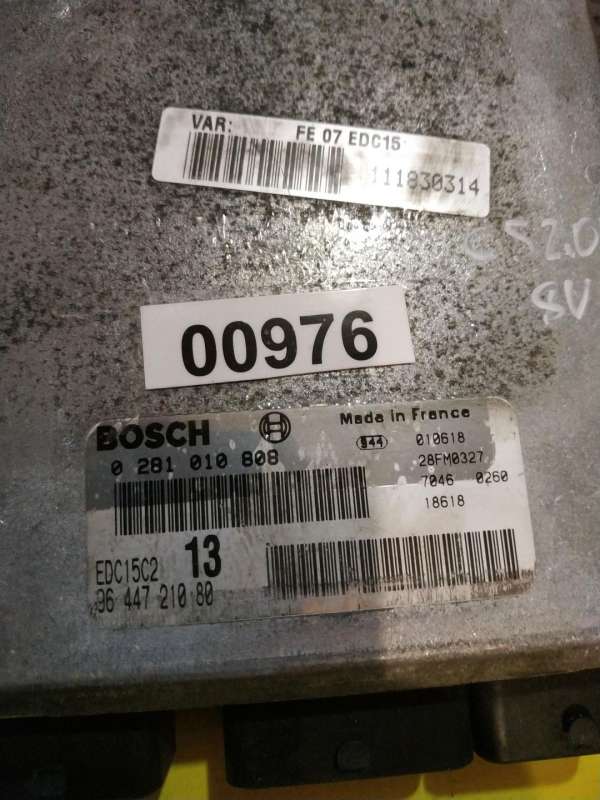 VAR: FE 07 EDC15
111830314
C5 2.0
8V
00976
BOSCH Made in France
0 281 010 808 944 010618
28FM0327
7046 0260
18618
EDC15C2 13
96 447 210 80